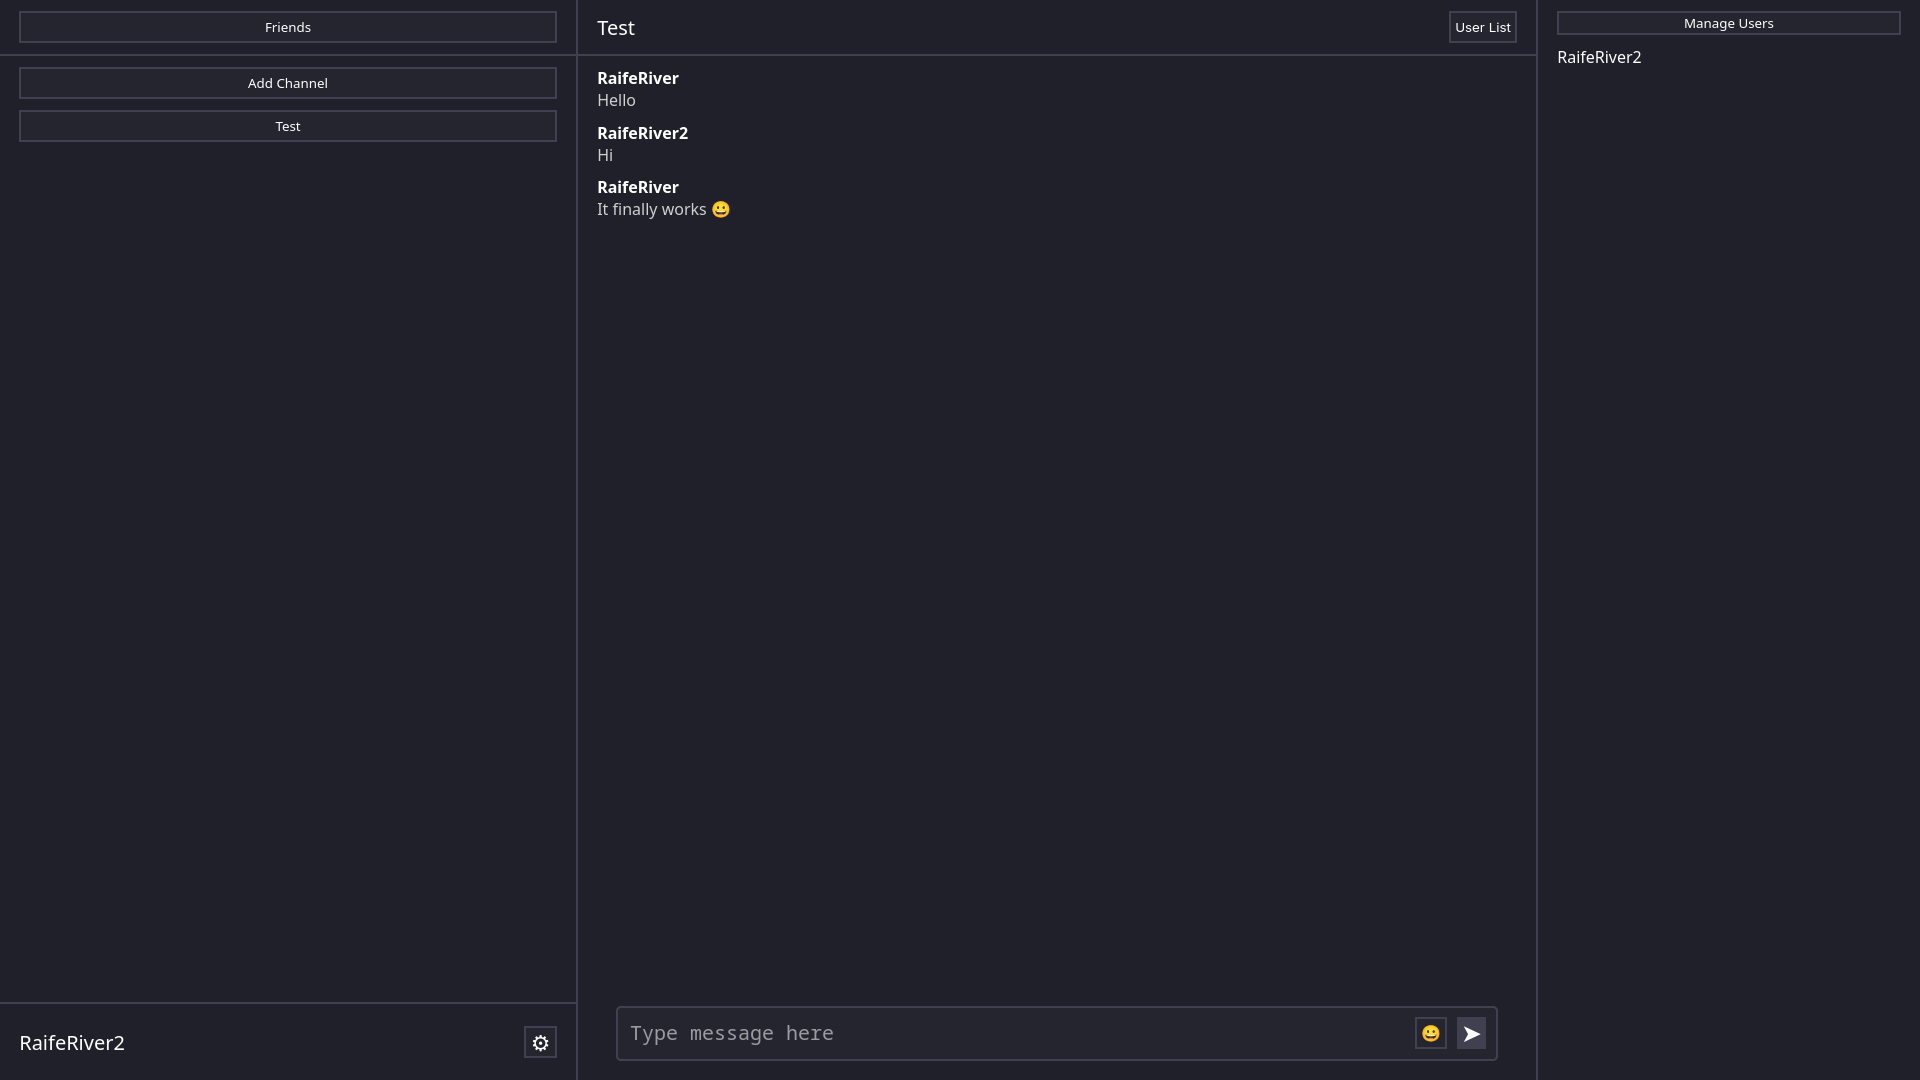 Friends
Add Channel
Test
RaifeRiver2
Test
User List
RaifeRiver
Hello
RaifeRiver2
Hi
RaifeRiver
It finally works 😀
Type message here
Manage Users
RaifeRiver2